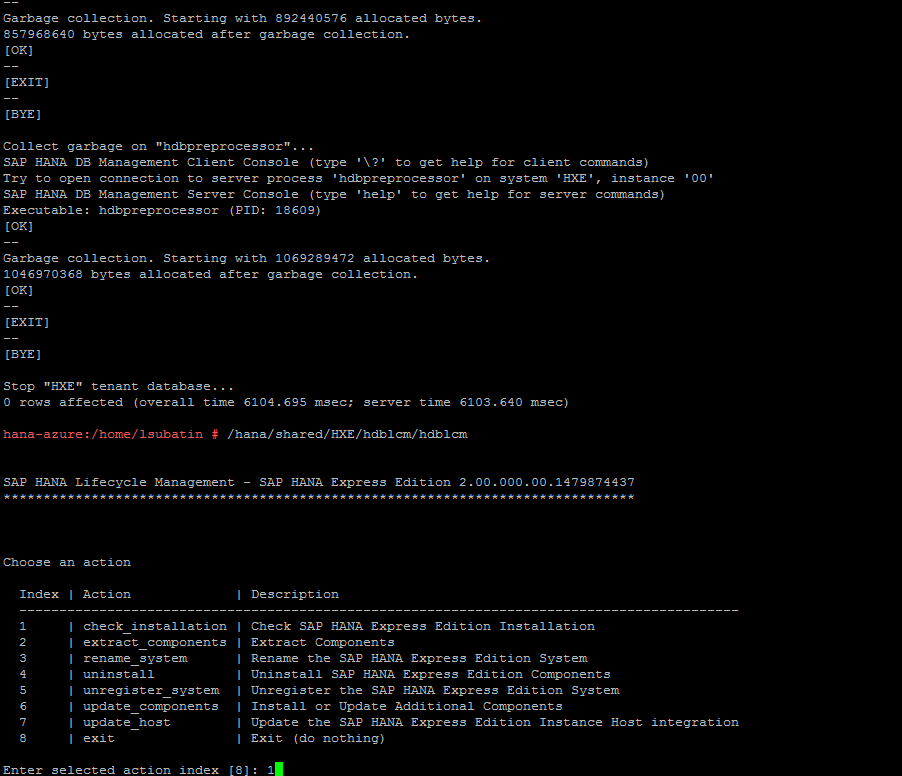 --
Garbage collection. Starting with 892440576 allocated bytes.
857968640 bytes allocated after garbage collection.
[OK]
--
[EXIT]
--
[BYE]
Collect garbage on "hdbpreprocessor"...
SAP HANA DB Management Client Console (type '\?' to get help for client commands)
Try to open connection to server process 'hdbpreprocessor' on system 'HXE', instance '00'
SAP HANA DB Management Server Console (type 'help' to get help for server commands)
Executable: hdbpreprocessor (PID: 18609)
[OK]
--
Garbage collection. Starting with 1069289472 allocated bytes.
1046970368 bytes allocated after garbage collection.
[OK]
--
[EXIT]
--
[BYE]
Stop "HXE" tenant database...
0 rows affected (overall time 6104.695 msec; server time 6103.640 msec)
hana-azure:/home/lsubatin # /hana/shared/HXE/hdblcm/hdblcm
SAP HANA Lifecycle Management - SAP HANA Express Edition 2.00.000.00.1479874437
*******************************************************************************
Choose an action
Index | Action | Description
------------------------------------------------------------------------------------------
1 | check_installation | Check SAP HANA Express Edition Installation
2 | extract_components | Extract Components
3 | rename_system | Rename the SAP HANA Express Edition System
4 | uninstall | Uninstall SAP HANA Express Edition Components
5 | unregister_system | Unregister the SAP HANA Express Edition System
6 | update_components | Install or Update Additional Components
7 | update_host | Update the SAP HANA Express Edition Instance Host integration
8 | exit | Exit (do nothing)
Enter selected action index [8]: 1